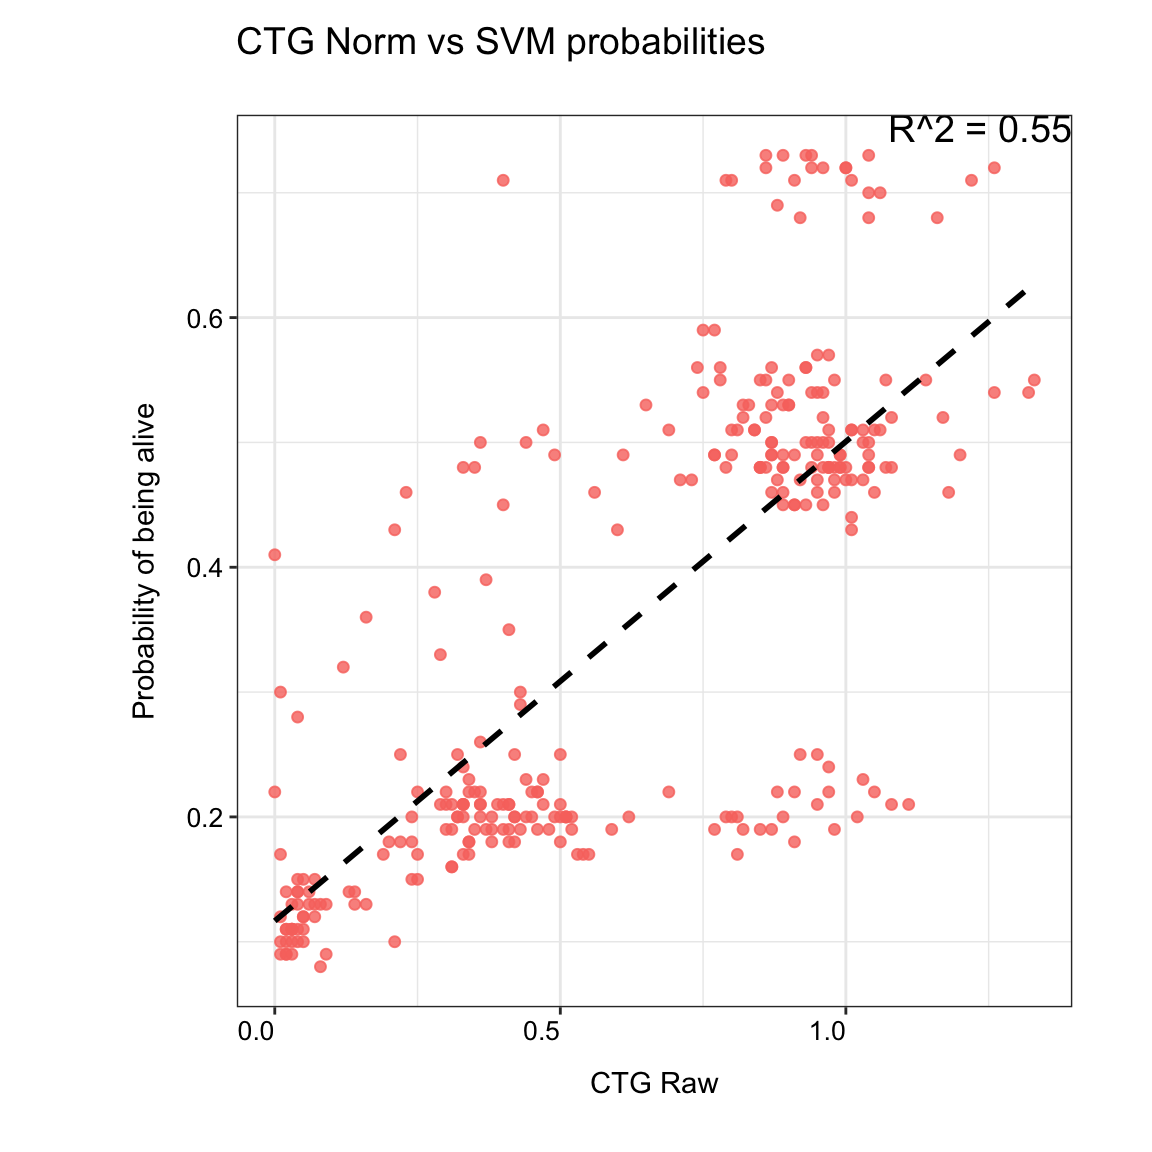 CTG Norm vs SVM probabilities
R^2 = 0.55
0.6
0.4
0.2
Probability of being alive
0.0 0.5 1.0
CTG Raw